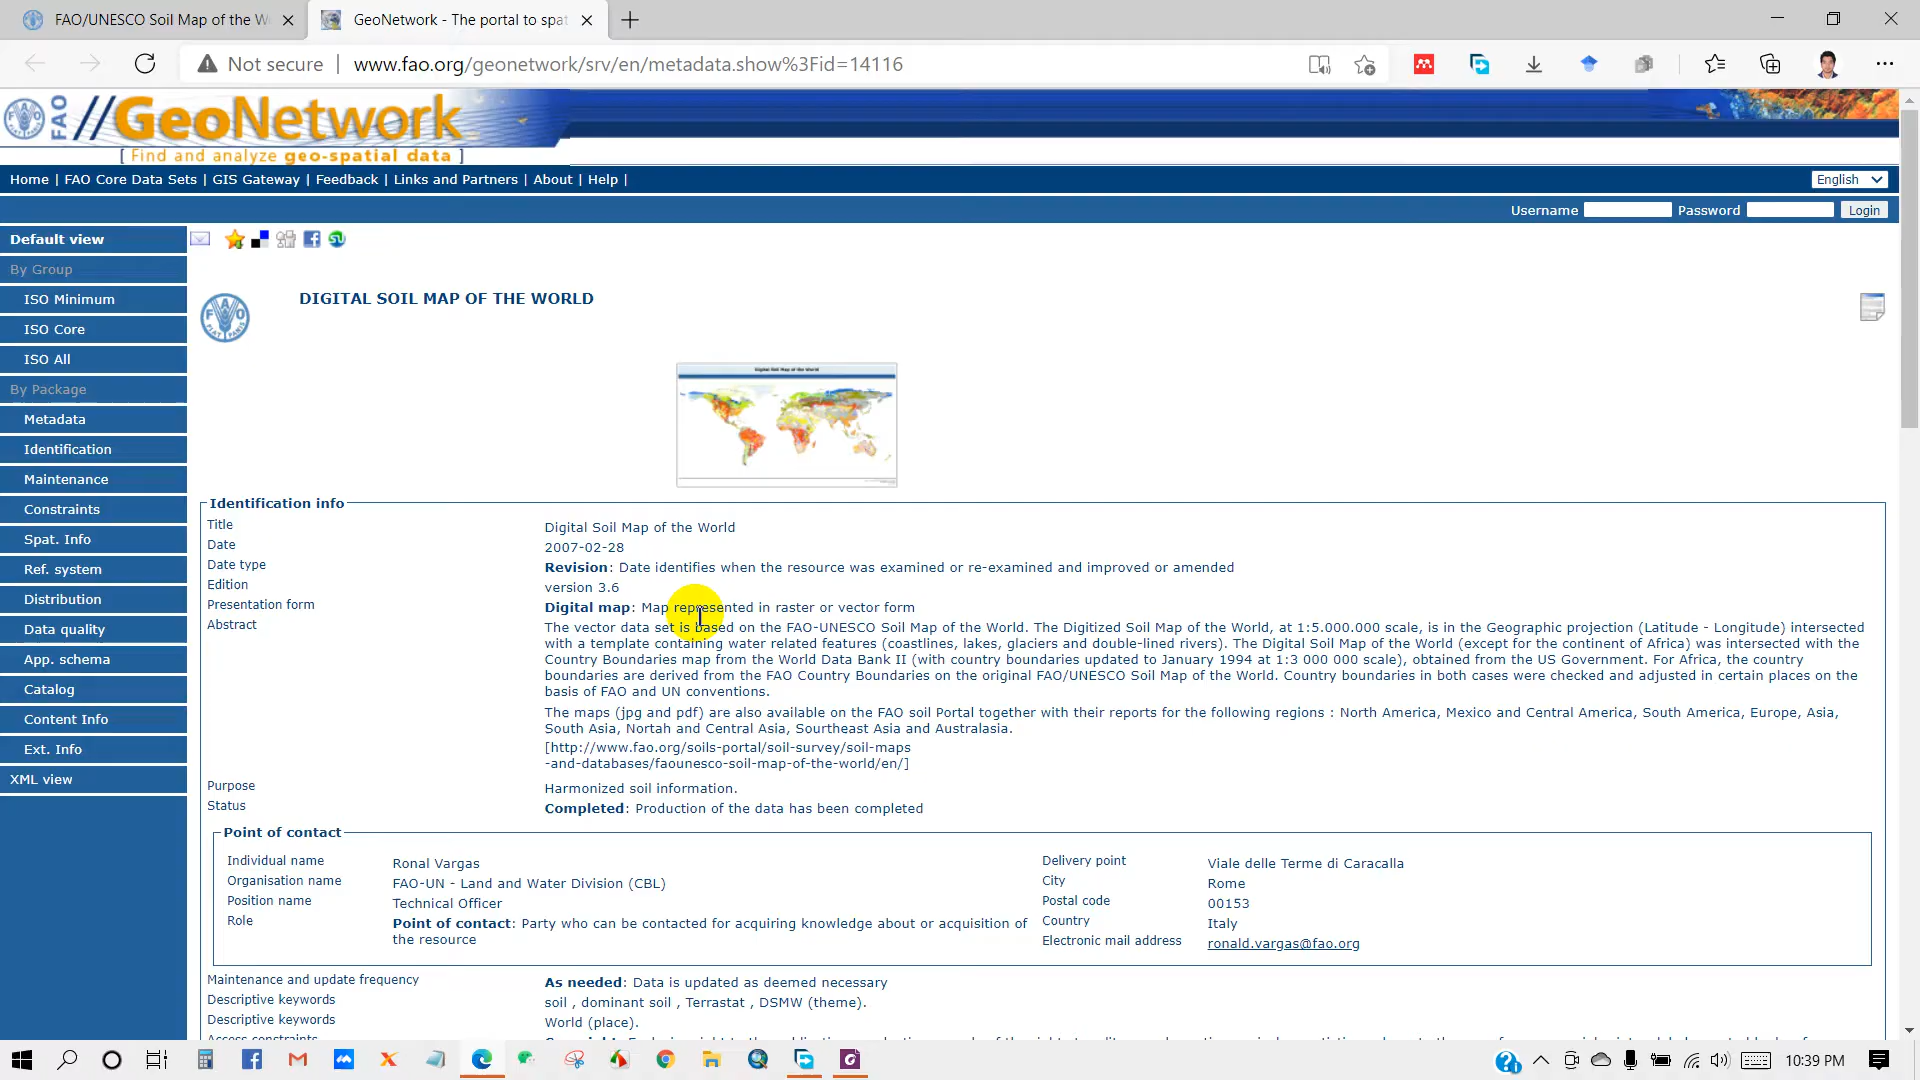 FAO/UNESCO Soil Map of the W
GeoNetwork - The portal to spat
Not secure | www.fao.org/geonetwork/srv/en/metadata.show%3Fid=14116
FAO //GeoNetwork
[ Find and analyze geo-spatial data ]
Home | FAO Core Data Sets | GIS Gateway | Feedback | Links and Partners | About | Help |
English
Username Password Login
Default view
By Group
ISO Minimum
ISO Core
ISO All
By Package
Metadata
Identification
Maintenance
Constraints
Spat. Info
Ref. system
Distribution
Data quality
App. schema
Catalog
Content Info
Ext. Info
XML view
DIGITAL SOIL MAP OF THE WORLD
Digital Soil Map of the World
Identification info
Title Digital Soil Map of the World
Date 2007-02-28
Date type Revision: Date identifies when the resource was examined or re-examined and improved or amended
Edition version 3.6
Presentation form Digital map: Map represented in raster or vector form
Abstract The vector data set is based on the FAO-UNESCO Soil Map of the World. The Digitized Soil Map of the World, at 1:5.000.000 scale, is in the Geographic projection (Latitude - Longitude) intersected
with a template containing water related features (coastlines, lakes, glaciers and double-lined rivers). The Digital Soil Map of the World (except for the continent of Africa) was intersected with the
Country Boundaries map from the World Data Bank II (with country boundaries updated to January 1994 at 1:3 000 000 scale), obtained from the US Government. For Africa, the country
boundaries are derived from the FAO Country Boundaries on the original FAO/UNESCO Soil Map of the World. Country boundaries in both cases were checked and adjusted in certain places on the
basis of FAO and UN conventions.
The maps (jpg and pdf) are also available on the FAO soil Portal together with their reports for the following regions : North America, Mexico and Central America, South America, Europe, Asia,
South Asia, Nortah and Central Asia, Sourtheast Asia and Australasia.
[http://www.fao.org/soils-portal/soil-survey/soil-maps
-and-databases/faounesco-soil-map-of-the-world/en/]
Purpose Harmonized soil information.
Status Completed: Production of the data has been completed
Point of contact
Individual name Ronal Vargas
Organisation name FAO-UN - Land and Water Division (CBL)
Position name Technical Officer
Role Point of contact: Party who can be contacted for acquiring knowledge about or acquisition of
the resource
Delivery point Viale delle Terme di Caracalla
City Rome
Postal code 00153
Country Italy
Electronic mail address ronald.vargas@fao.org
Maintenance and update frequency As needed: Data is updated as deemed necessary
Descriptive keywords soil , dominant soil , Terrastat , DSMW (theme).
Descriptive keywords World (place).
10:39 PM